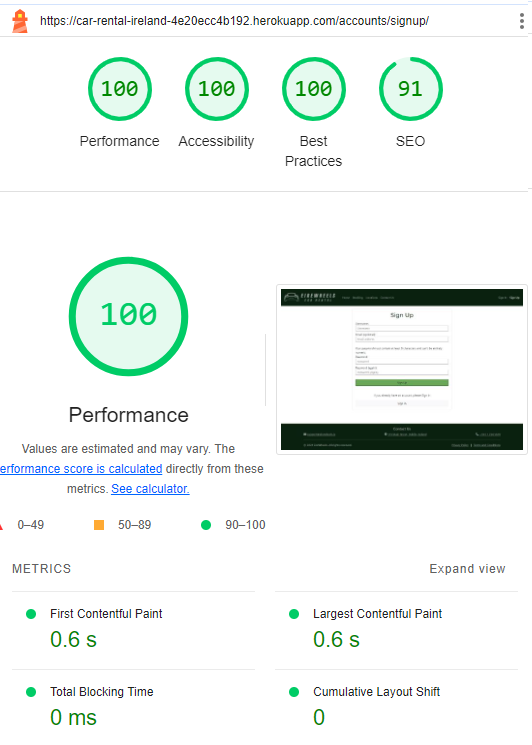 https://car-rental-ireland-4e20ecc4b192.herokuapp.com/accounts/signup/
100
100
100
91
Performance
Accessibility
Best
Practices
SEO
100
Performance
Values are estimated and may vary. The
erformance score is calculated directly from these
metrics. See calculator.
0–49
50–89
90–100
METRICS
Expand view
First Contentful Paint
0.6 s
Largest Contentful Paint
0.6 s
Total Blocking Time
0 ms
Cumulative Layout Shift
0
Sign Up